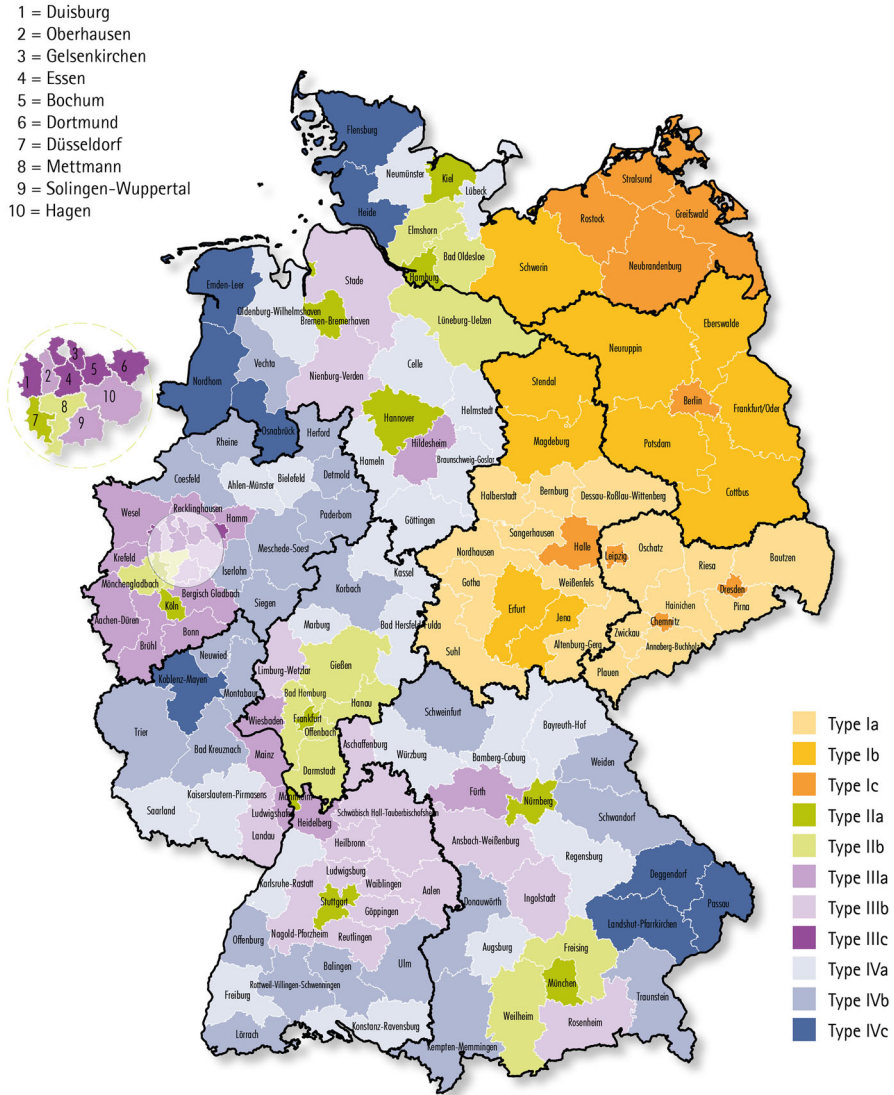 1 = Duisburg
2 = Oberhausen
3 = Gelsenkirchen
4 = Essen
5 = Bochum
6 = Dortmund
7 = Düsseldorf
8 = Mettmann
9 = Solingen-Wuppertal
10 = Hagen
Flensburg
Neumünster
Kiel
Lübeck
Heide
Elmshorn
Bad Oldesloe
Hamburg
Stralsund
Rostock
Greifswald
Schwerin
Neubrandenburg
Emden-Leer
Stade
Oldenburg-Wilhelmshaven
Bremen-Bremerhaven
Lüneburg-Uelzen
Neuruppin
Eberswalde
Vechta
Celle
Nordhorn
Nienburg-Verden
Stendal
Berlin
Frankfurt/Oder
Hannover
Helmstedt
Osnabrück
Herford
Hildesheim
Magdeburg
Potsdam
Rheine
Hameln
Braunschweig-Goslar
Cottbus
1
2
3
4
5
6
7
8
9
10
Coesfeld
Ahlen-Münster
Bielefeld
Detmold
Halberstadt
Bernburg
Dessau-Roßlau-Wittenberg
Wesel
Recklinghausen
Hamm
Paderborn
Göttingen
Sangerhausen
Meschede-Soest
Nordhausen
Halle
Leipzig
Oschatz
Riesa
Bautzen
Krefeld
Iserlohn
Kassel
Mönchengladbach
Bergisch Gladbach
Korbach
Gotha
Weißenfels
Dresden
Köln
Siegen
Erfurt
Jena
Hainichen
Pirna
Aachen-Düren
Bonn
Marburg
Bad Hersfeld-Fulda
Chemnitz
Zwickau
Brühl
Suhl
Altenburg-Gera
Annaberg-Buchholz
Neuwied
Gießen
Plauen
Limburg-Wetzlar
Kablenz-Mayen
Montabaur
Bad Homburg
Hanau
Frankfurt
Wiesbaden
Offenbach
Schweinfurt
Bayreuth-Hof
Trier
Bad Kreuznach
Mainz
Aschaffenburg
Würzburg
Bamberg-Coburg
Weiden
Darmstadt
Kaiserslautern-Pirmasens
Mannheim
Fürth
Nürnberg
Saarland
Ludwigshafen
Heidelberg
Schwäbisch Hall-Tauberbischofsheim
Schwandorf
Landau
Heilbronn
Ansbach-Weißenburg
Regensburg
Karlsruhe-Rastatt
Ludwigsburg
Waiblingen
Aalen
Deggendorf
Stuttgart
Göppingen
Donauwörth
Ingolstadt
Passau
Nagold-Pforzheim
Reutlingen
Landshut-Pfarrkirchen
Offenburg
Balingen
Ulm
Augsburg
Freising
Rottweil-Villingen-Schwenningen
München
Freiburg
Traunstein
Weilheim
Rosenheim
Lörrach
Konstanz-Ravensburg
Kempten-Memmingen
Type Ia
Type Ib
Type Ic
Type IIa
Type IIb
Type IIIa
Type IIIb
Type IIIc
Type IVa
Type IVb
Type IVc